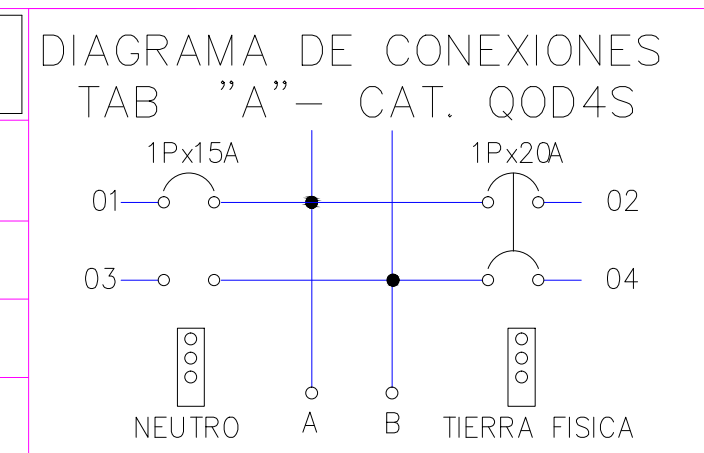 DIAGRAMA DE CONEXIONES
TAB "A"- CAT. QOD4S
1Px15A 1Px20A
01 02
03 04
NEUTRO A B TIERRA FISICA